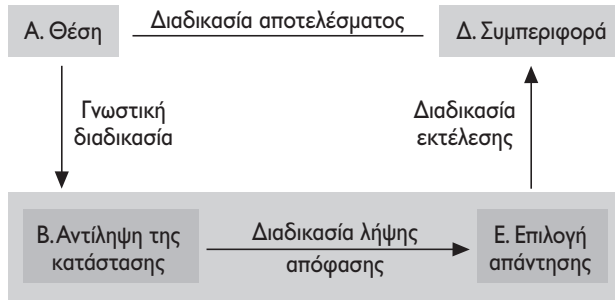 Α. Θέση
Διαδικασία αποτελέσματος
Δ. Συμπεριφορά
Γνωστική
διαδικασία
Διαδικασία
εκτέλεσης
Β.Αντίληψη της
κατάστασης
Διαδικασία λήψης
απόφασης
Ε. Επιλογή
απάντησης